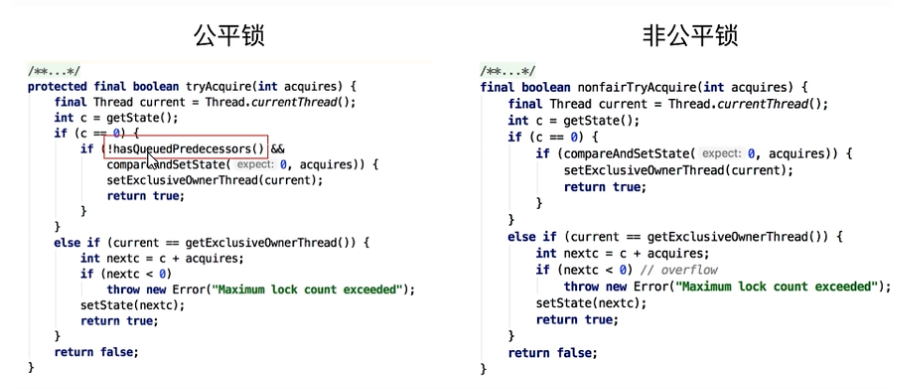 公平锁
/**...*/
protected final boolean tryAcquire(int acquires) {
final Thread current = Thread.currentThread();
int c = getState();
if (c == 0) {
if (!hasQueuedPredecessors() &&
compareAndSetState( expect: 0, acquires)) {
setExclusiveOwnerThread(current);
return true;
}
}
else if (current == getExclusiveOwnerThread()) {
int nextc = c + acquires;
if (nextc < 0)
throw new Error("Maximum lock count exceeded");
setState(nextc);
return true;
}
return false;
}
非公平锁
/**...*/
final boolean nonfairTryAcquire(int acquires) {
final Thread current = Thread.currentThread();
int c = getState();
if (c == 0) {
if (compareAndSetState( expect: 0, acquires)) {
setExclusiveOwnerThread(current);
return true;
}
}
else if (current == getExclusiveOwnerThread()) {
int nextc = c + acquires;
if (nextc < 0) // overflow
throw new Error("Maximum lock count exceeded");
setState(nextc);
return true;
}
return false;
}